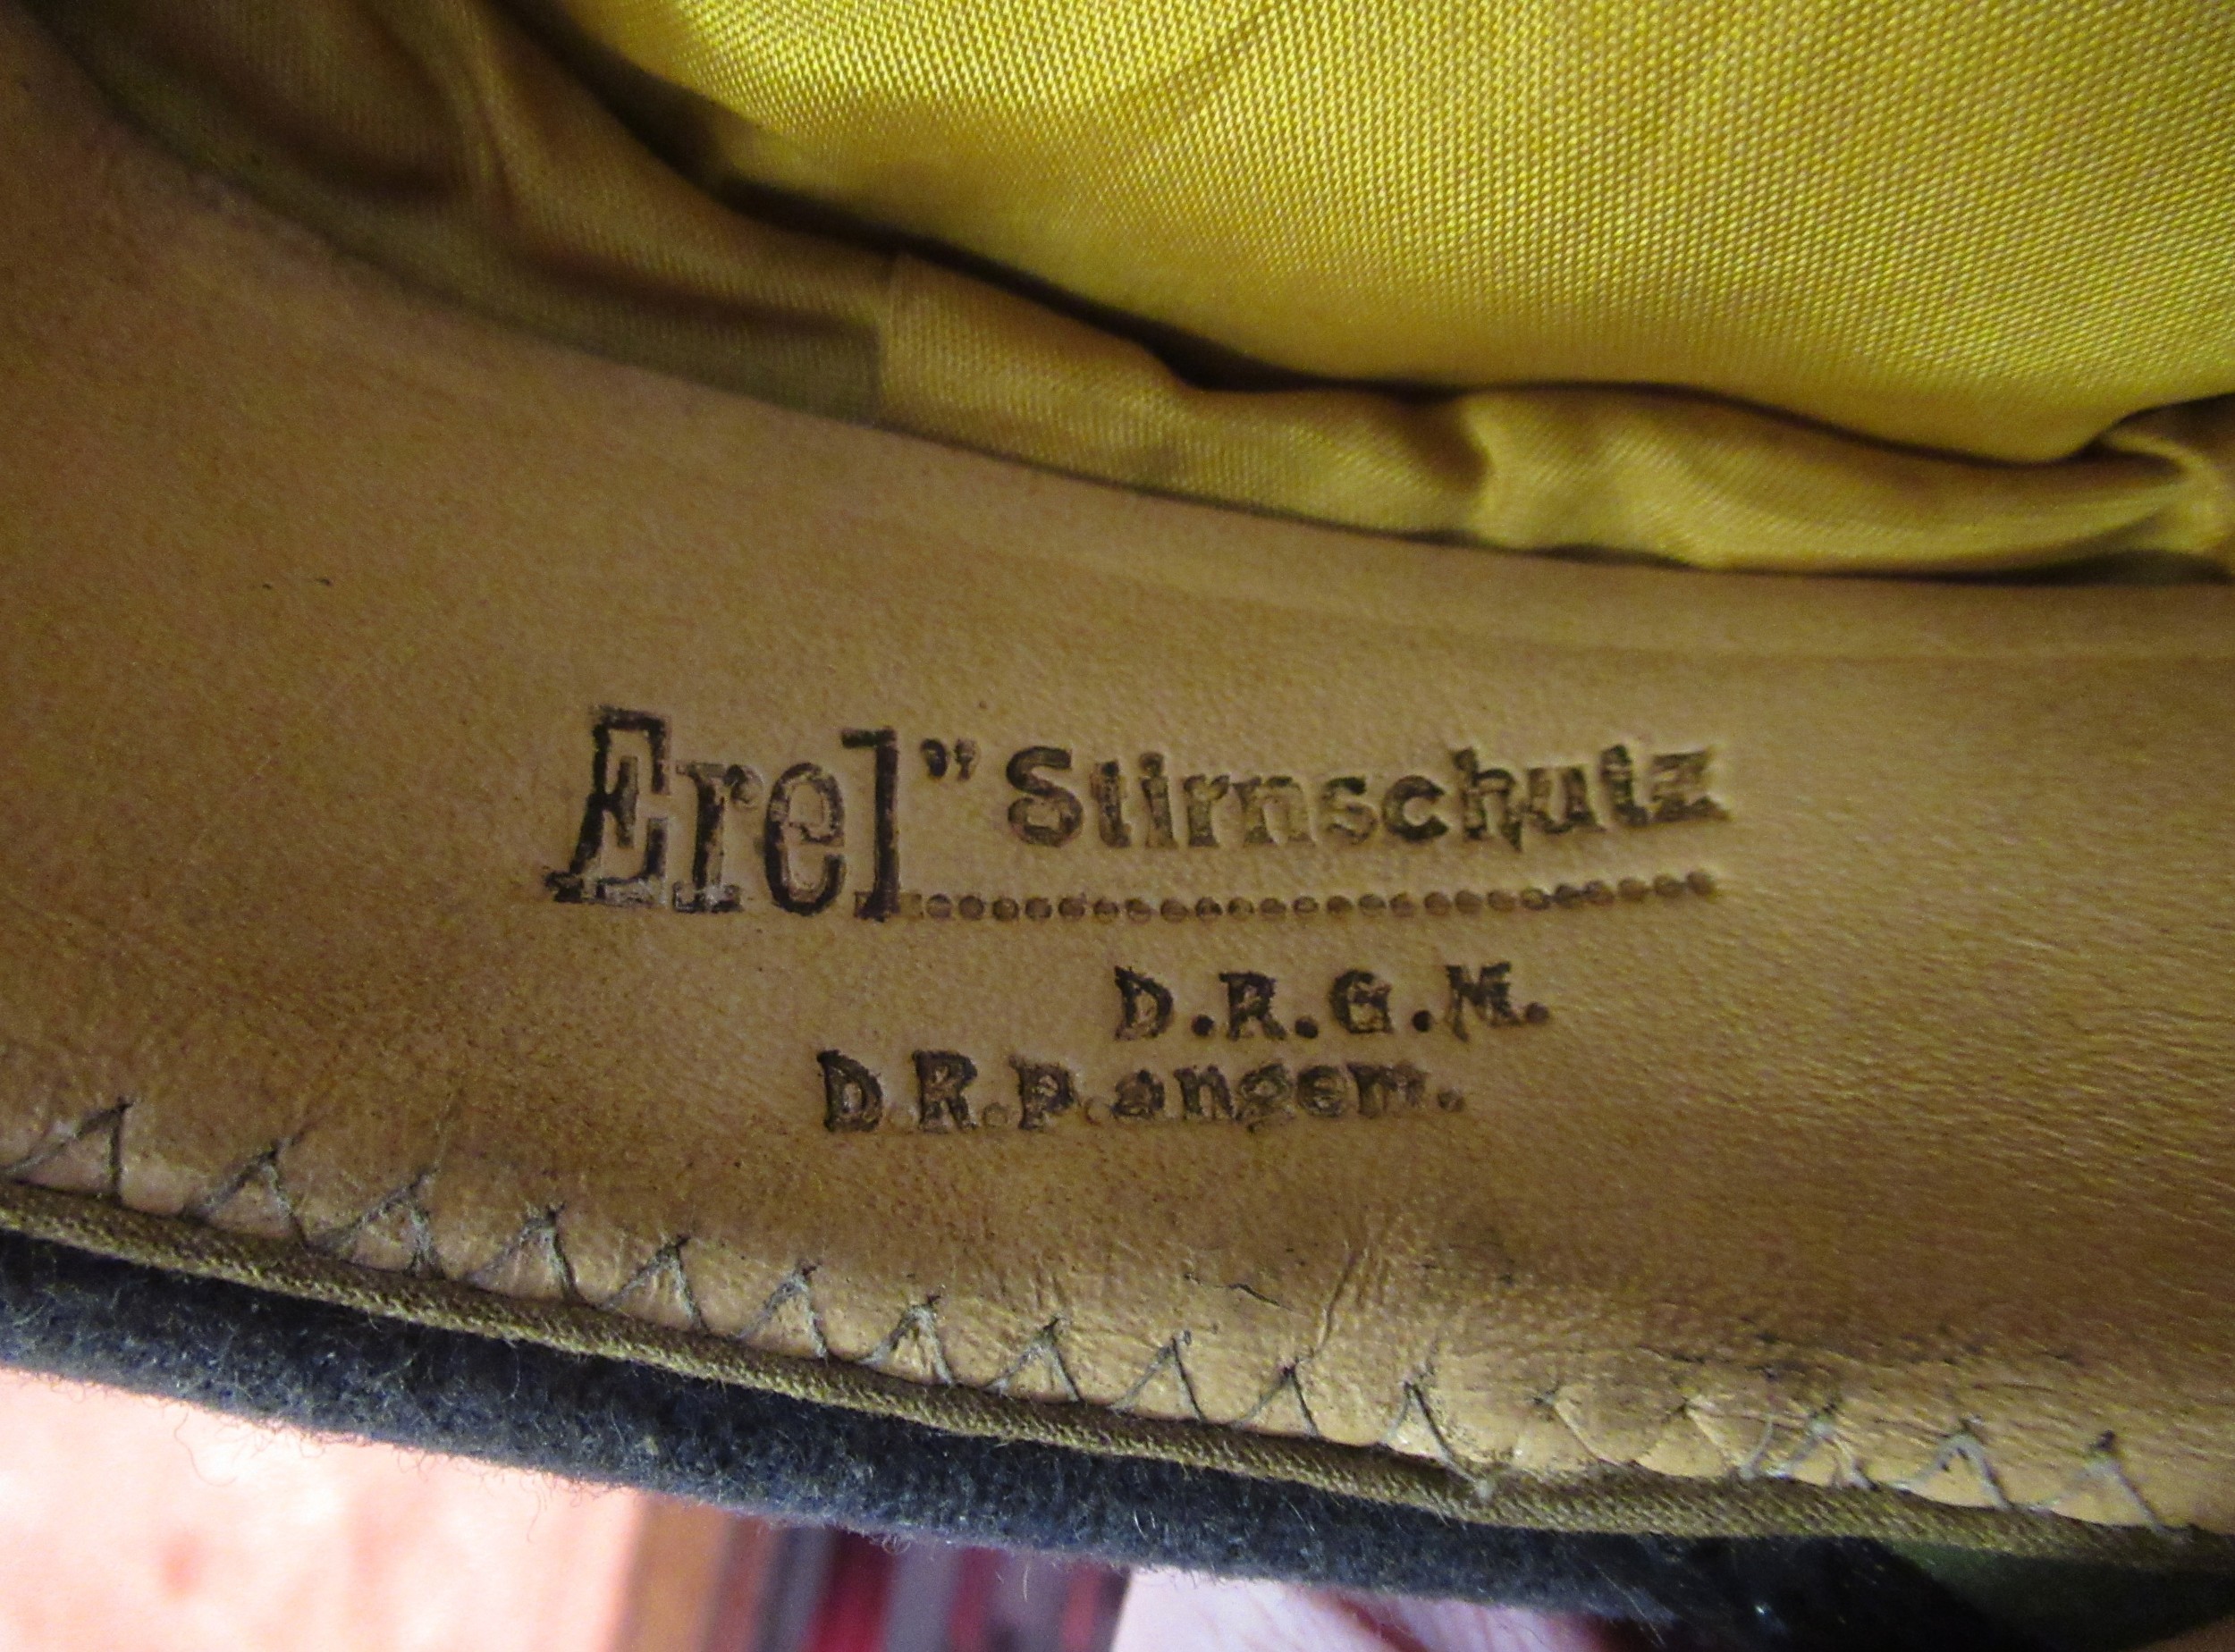 Erel” Stirnschutz
D.R.G.M.
D.R.P. angem.